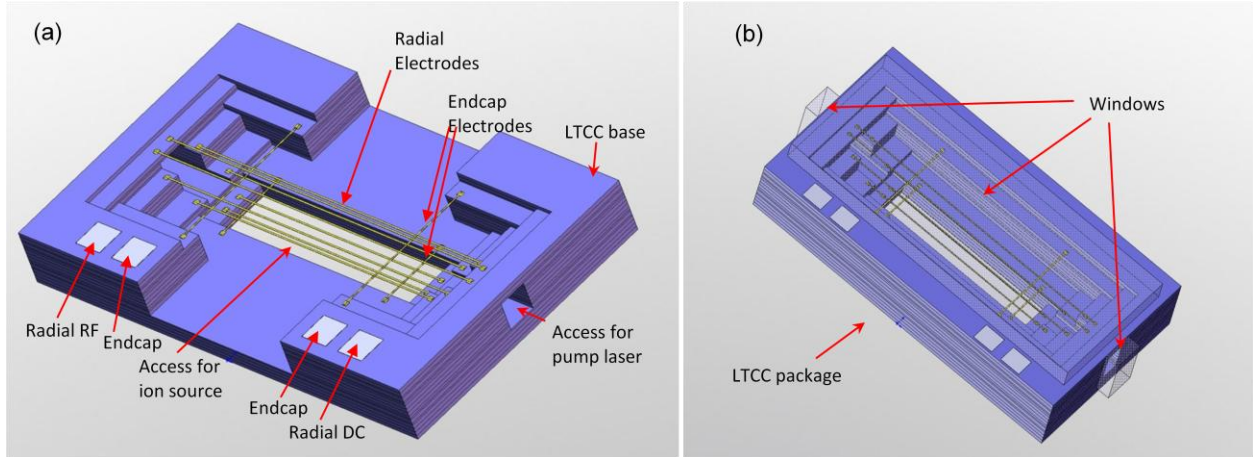 (a)
Radial
Electrodes
Endcap
Electrodes
LTCC base
Radial RF
Endcap
Access for
ion source
Endcap
Radial DC
Access for
pump laser
(b)
Windows
LTCC package